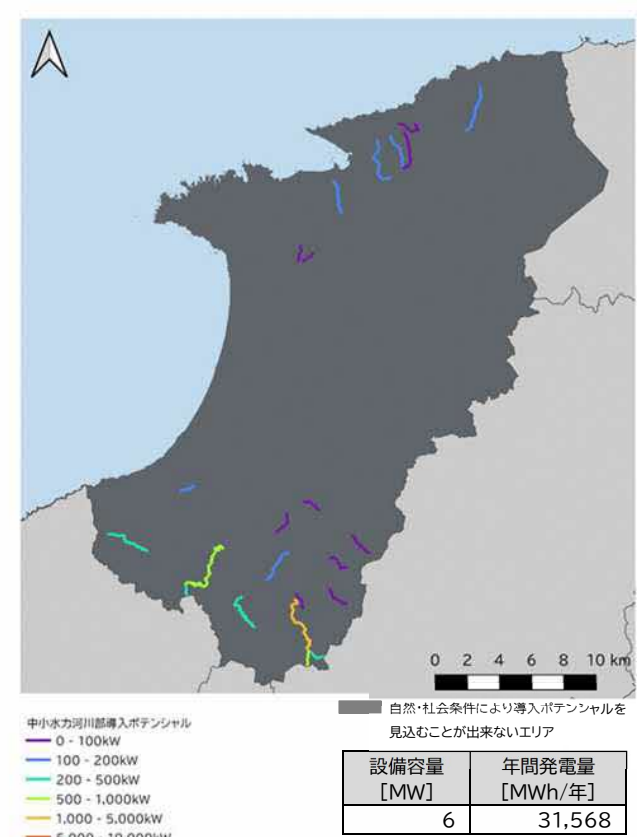 0 2 4 6 8 10 km
自然・社会条件により導入ポテンシャルを
見込むことが出来ないエリア
中小水力河川部導入ポテンシャル
0 - 100kW
100 - 200kW
200 - 500kW
500 - 1,000kW
1,000 - 5,000kW
5,000 - 10,000kW
設備容量 年間発電量
[MW] [MWh/年]
6 31,568